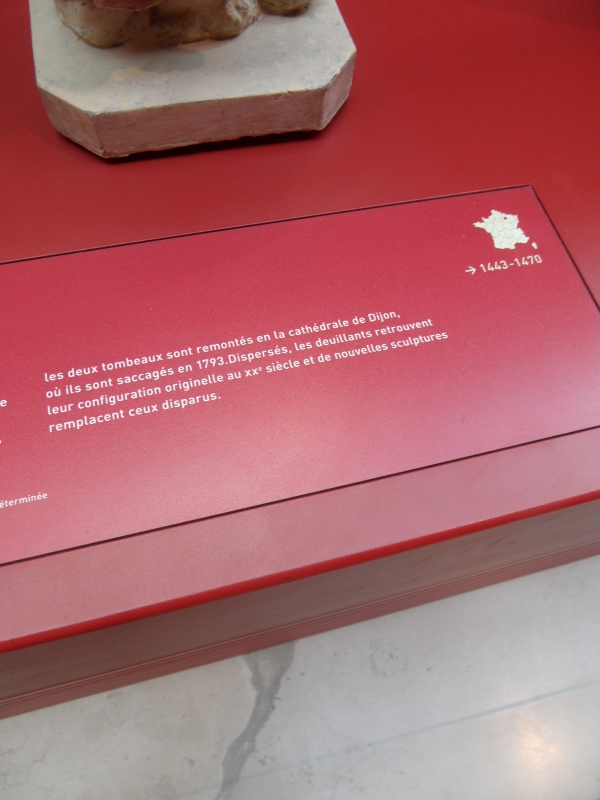 → 1443-1470
les deux tombeaux sont remontés en la cathédrale de Dijon,
où ils sont saccagés en 1793.Dispersés, les deuillants retrouvent
leur configuration originelle au XXe siècle et de nouvelles sculptures
remplacent ceux disparus.
e
éterminée